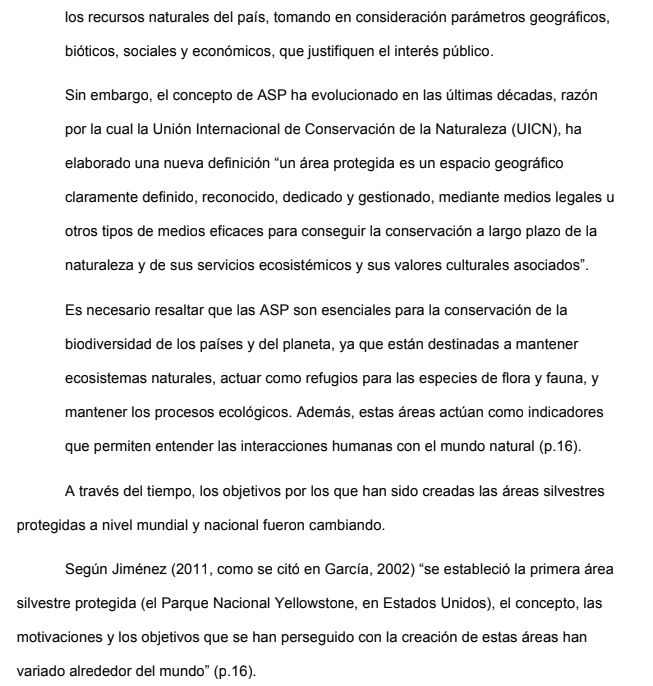 los recursos naturales del país, tomando en consideración parámetros geográficos,
bióticos, sociales y económicos, que justifiquen el interés público.
Sin embargo, el concepto de ASP ha evolucionado en las últimas décadas, razón
por la cual la Unión Internacional de Conservación de la Naturaleza (UICN), ha
elaborado una nueva definición “un área protegida es un espacio geográfico
claramente definido, reconocido, dedicado y gestionado, mediante medios legales u
otros tipos de medios eficaces para conseguir la conservación a largo plazo de la
naturaleza y de sus servicios ecosistémicos y sus valores culturales asociados”.
Es necesario resaltar que las ASP son esenciales para la conservación de la
biodiversidad de los países y del planeta, ya que están destinadas a mantener
ecosistemas naturales, actuar como refugios para las especies de flora y fauna, y
mantener los procesos ecológicos. Además, estas áreas actúan como indicadores
que permiten entender las interacciones humanas con el mundo natural (p.16).
A través del tiempo, los objetivos por los que han sido creadas las áreas silvestres
protegidas a nivel mundial y nacional fueron cambiando.
Según Jiménez (2011, como se citó en García, 2002) “se estableció la primera área
silvestre protegida (el Parque Nacional Yellowstone, en Estados Unidos), el concepto, las
motivaciones y los objetivos que se han perseguido con la creación de estas áreas han
variado alrededor del mundo” (p.16).